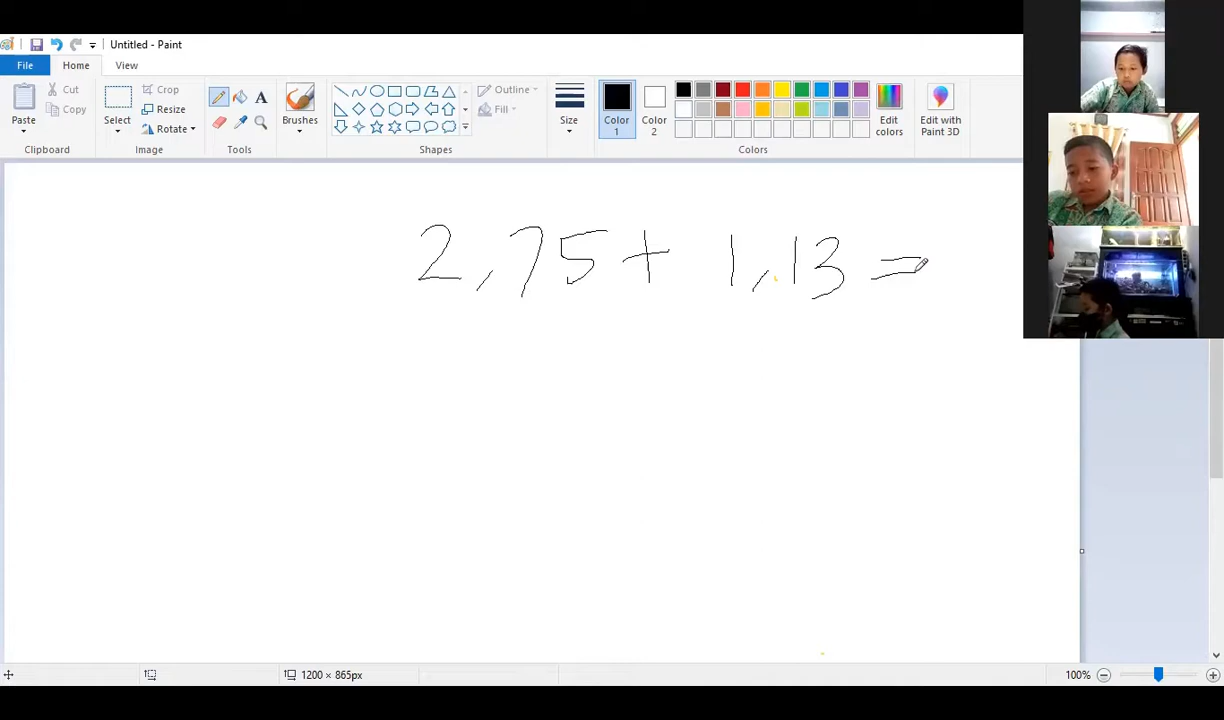 Untitled - Paint
File Home View
Paste
Cut
Copy
Clipboard
Select
Crop
Resize
Rotate
Image
Tools
Brushes
Shapes
Outline
Fill
Size
Color 1
Color 2
Edit colors
Colors
Edit with Paint 3D
2,75 + 1,13 =
1200 × 865px
100%